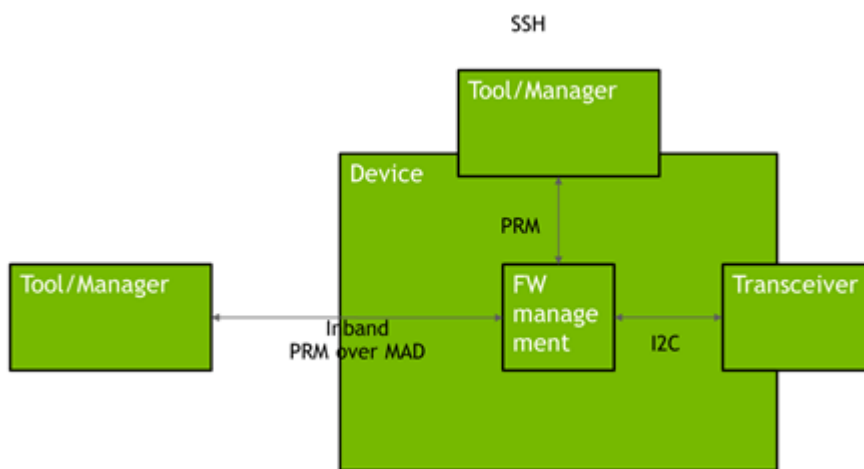 SSH
Tool/Manager
Device
PRM
Tool/Manager
FW
manage
ment
Transceiver
Inband
PRM over MAD
I2C